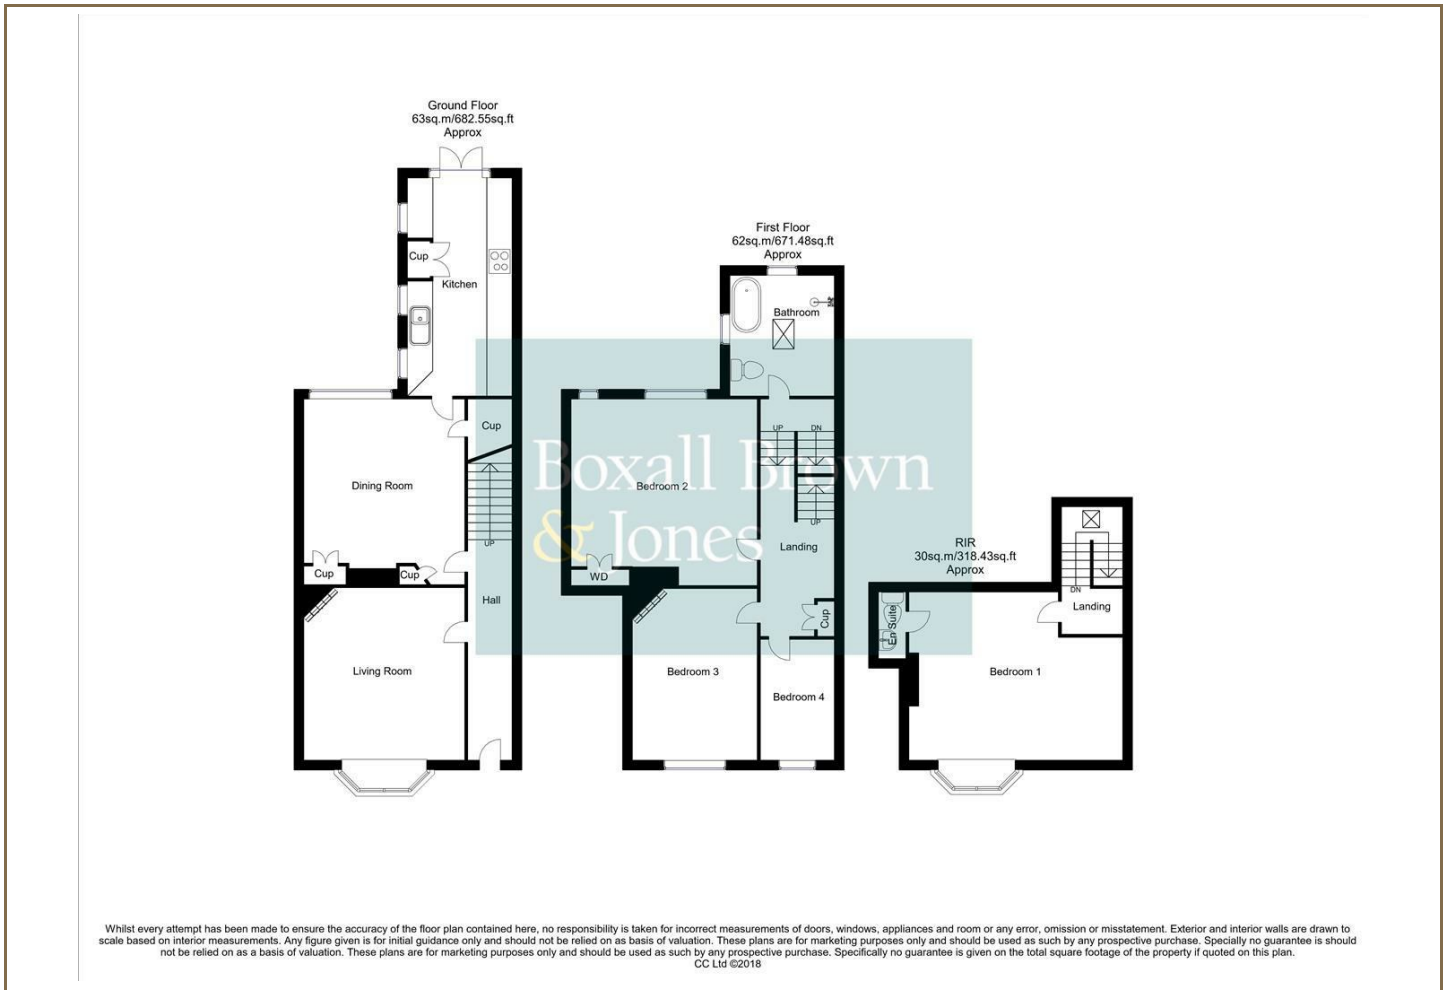 Ground Floor
63sq.m/682.55sq.ft
Approx
Cup
Kitchen
Cup
Dining Room
UP
Cup
Cup
Hall
Living Room
First Floor
62sq.m/671.48sq.ft
Approx
Bathroom
UP
DN
Bedroom 2
UP
Landing
WD
Cup
Bedroom 3
Bedroom 4
Boxall Brown
& Jones
RIR
30sq.m/318.43sq.ft
Approx
DN
Landing
En Suite
Bedroom 1
Whilst every attempt has been made to ensure the accuracy of the floor plan contained here, no responsibility is taken for incorrect measurements of doors, windows, appliances and room or any error, omission or misstatement. Exterior and interior walls are drawn to
scale based on interior measurements. Any figure given is for initial guidance only and should not be relied on as basis of valuation. These plans are for marketing purposes only and should be used as such by any prospective purchase. Specially no guarantee is should
not be relied on as a basis of valuation. These plans are for marketing purposes only and should be used as such by any prospective purchase. Specifically no guarantee is given on the total square footage of the property if quoted on this plan.
CC Ltd ©2018